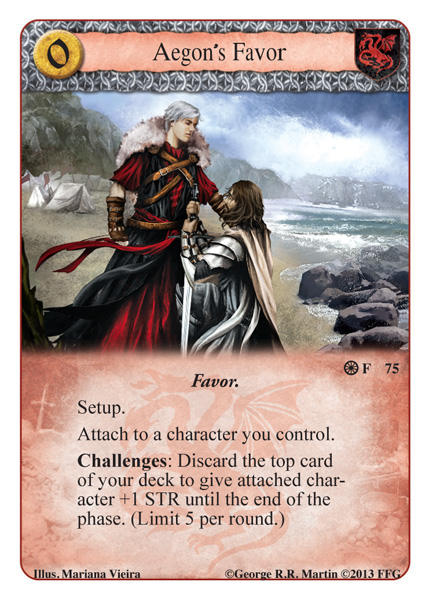 0
Aegon's Favor
F 75
Favor.
Setup.
Attach to a character you control.
Challenges: Discard the top card
of your deck to give attached char-
acter +1 STR until the end of the
phase. (Limit 5 per round.)
Illus. Mariana Vieira ©George R.R. Martin ©2013 FFG